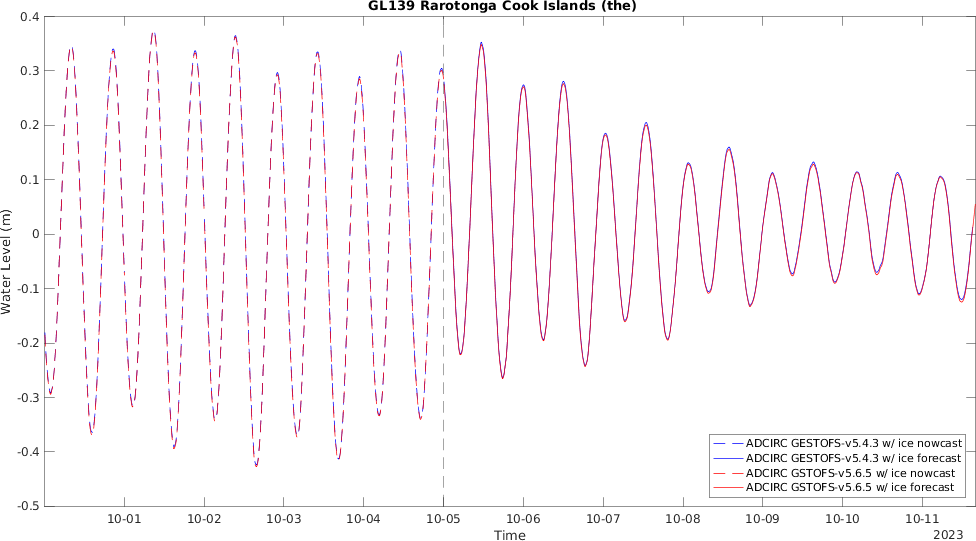 GL139 Rarotonga Cook Islands (the)
0.4
0.3
0.2
0.1
0
-0.1
-0.2
-0.3
-0.4
-0.5
Water Level (m)
ADCIRC GESTOFS-v5.4.3 w/ ice nowcast
ADCIRC GESTOFS-v5.4.3 w/ ice forecast
ADCIRC GSTOFS-v5.6.5 w/ ice nowcast
ADCIRC GSTOFS-v5.6.5 w/ ice forecast
10-01 10-02 10-03 10-04 10-05 10-06 10-07 10-08 10-09 10-10 10-11
Time
2023